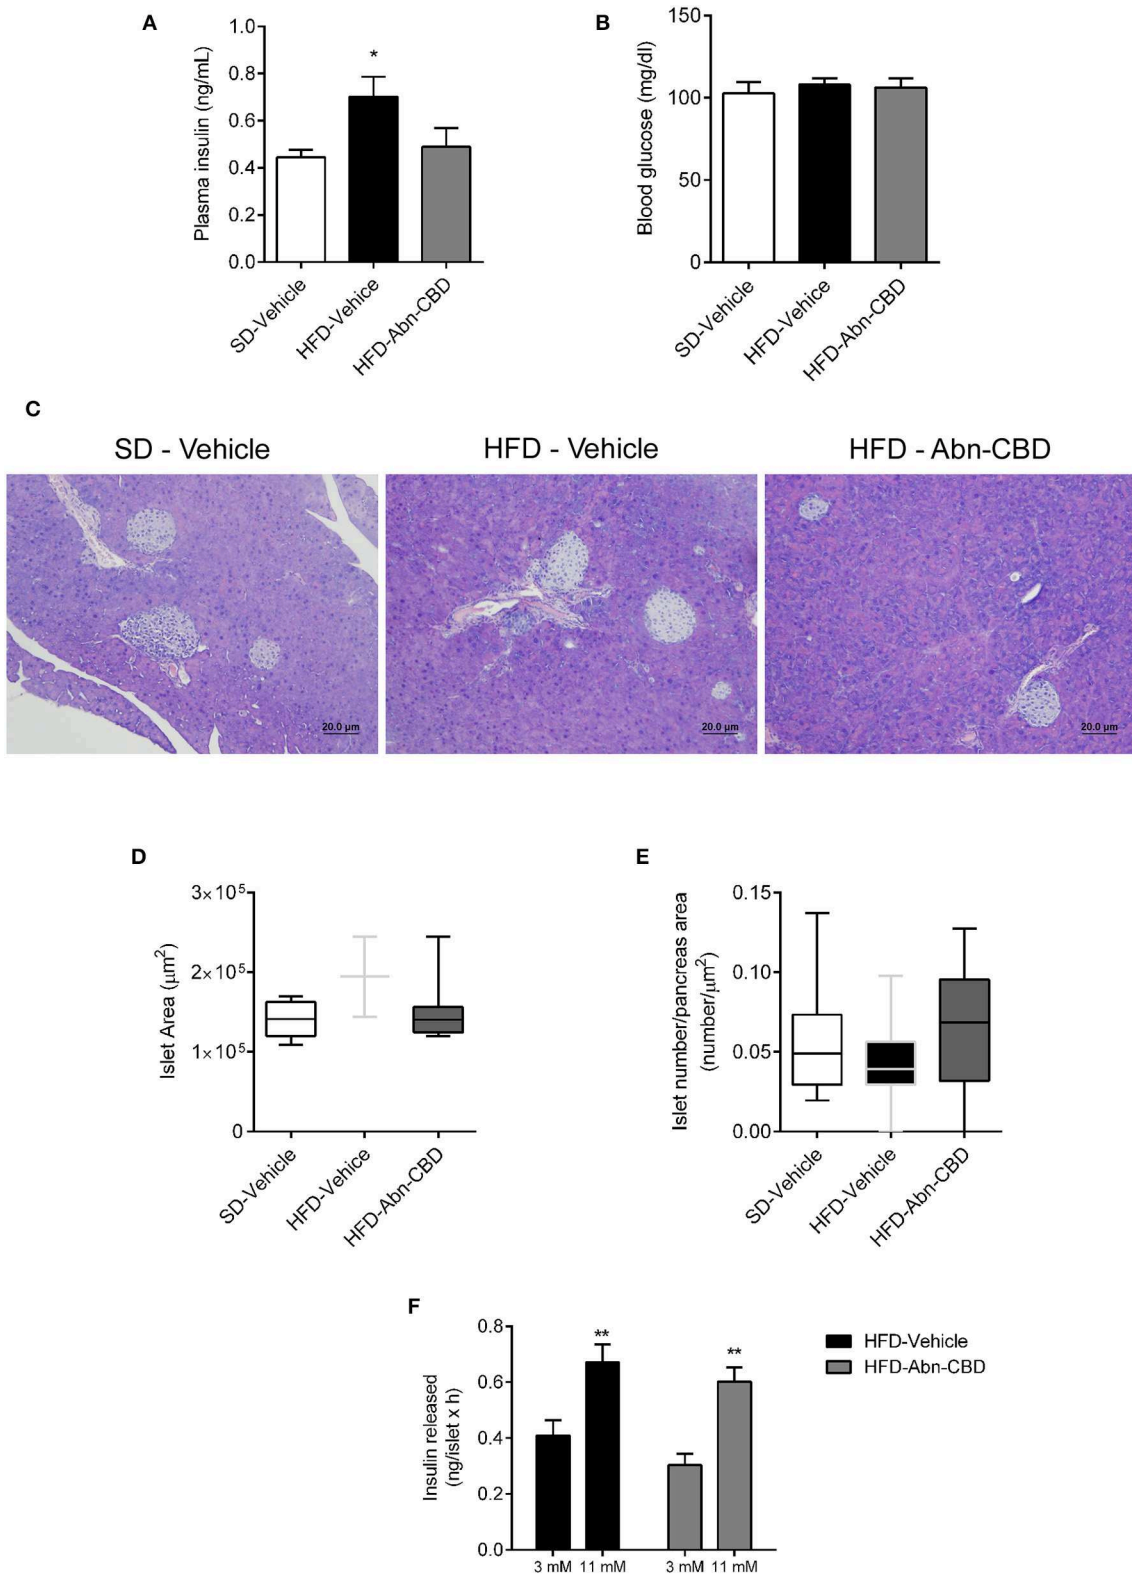 A
Plasma insulin (ng/mL)
1.0
0.8
0.6
0.4
0.2
0.0
*
SD-Vehicle
HFD-Vehice
HFD-Abn-CBD
B
Blood glucose (mg/dl)
150
100
50
0
SD-Vehicle
HFD-Vehice
HFD-Abn-CBD
C
SD - Vehicle
HFD - Vehicle
HFD - Abn-CBD
20.0 µm
20.0 µm
20.0 µm
D
Islet Area (µm²)
3×10⁵
2×10⁵
1×10⁵
0
SD-Vehicle
HFD-Vehice
HFD-Abn-CBD
E
Islet number/pancreas area
(number/µm²)
0.15
0.10
0.05
0.00
SD-Vehicle
HFD-Vehicle
HFD-Abn-CBD
F
Insulin released
(ng/islet x h)
0.8
0.6
0.4
0.2
0.0
**
**
3 mM 11 mM 3 mM 11 mM
HFD-Vehicle
HFD-Abn-CBD